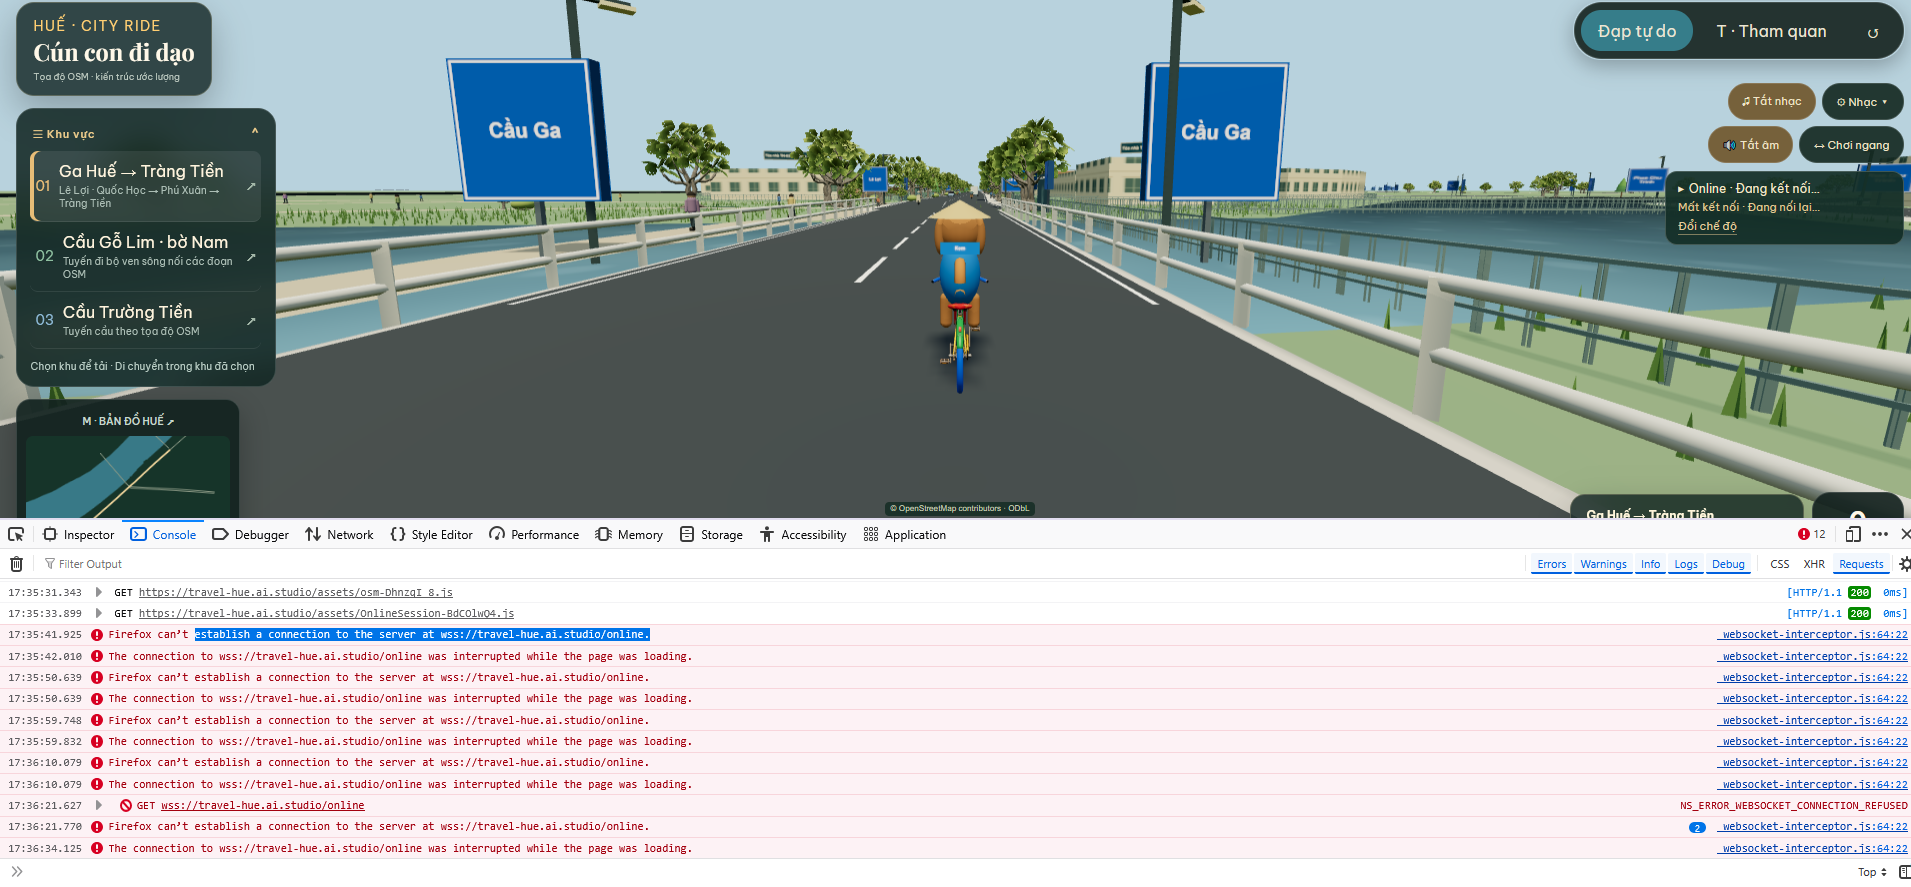 HUẾ · CITY RIDE
Cún con đi dạo
Tọa độ OSM · kiến trúc ước lượng
☰ Khu vực ^
01 Ga Huế → Tràng Tiền ↗
Lê Lợi · Quốc Học → Phú Xuân →
Tràng Tiền
02 Cầu Gỗ Lim · bờ Nam ↗
Tuyến đi bộ ven sông nối các đoạn
OSM
03 Cầu Trường Tiền ↗
Tuyến cầu theo tọa độ OSM
Chọn khu để tải · Di chuyển trong khu đã chọn
M · BẢN ĐỒ HUẾ ↗
Cầu Ga
Cầu Ga
Lê Lợi
Nam
Đạp tự do
T · Tham quan
↺
♫ Tắt nhạc
⚙ Nhạc ▾
🔊 Tắt âm
↔ Chơi ngang
▸ Online · Đang kết nối...
Mất kết nối · Đang nối lại...
Đổi chế độ
© OpenStreetMap contributors · ODbL
Ga Huế → Tràng Tiền
Inspector Console Debugger Network Style Editor Performance Memory Storage Accessibility Application 12
Filter Output Errors Warnings Info Logs Debug CSS XHR Requests
17:35:31.343 GET https://travel-hue.ai.studio/assets/osm-DhnzqI_8.js [HTTP/1.1 200 0ms]
17:35:33.899 GET https://travel-hue.ai.studio/assets/OnlineSession-BdCOlwQ4.js [HTTP/1.1 200 0ms]
17:35:41.925 Firefox can’t establish a connection to the server at wss://travel-hue.ai.studio/online. _websocket-interceptor.js:64:22
17:35:42.010 The connection to wss://travel-hue.ai.studio/online was interrupted while the page was loading. _websocket-interceptor.js:64:22
17:35:50.639 Firefox can’t establish a connection to the server at wss://travel-hue.ai.studio/online. _websocket-interceptor.js:64:22
17:35:50.639 The connection to wss://travel-hue.ai.studio/online was interrupted while the page was loading. _websocket-interceptor.js:64:22
17:35:59.748 Firefox can’t establish a connection to the server at wss://travel-hue.ai.studio/online. _websocket-interceptor.js:64:22
17:35:59.832 The connection to wss://travel-hue.ai.studio/online was interrupted while the page was loading. _websocket-interceptor.js:64:22
17:36:10.079 Firefox can’t establish a connection to the server at wss://travel-hue.ai.studio/online. _websocket-interceptor.js:64:22
17:36:10.079 The connection to wss://travel-hue.ai.studio/online was interrupted while the page was loading. _websocket-interceptor.js:64:22
17:36:21.627 GET wss://travel-hue.ai.studio/online NS_ERROR_WEBSOCKET_CONNECTION_REFUSED
17:36:21.770 Firefox can’t establish a connection to the server at wss://travel-hue.ai.studio/online. 2 _websocket-interceptor.js:64:22
17:36:34.125 The connection to wss://travel-hue.ai.studio/online was interrupted while the page was loading. _websocket-interceptor.js:64:22
Top